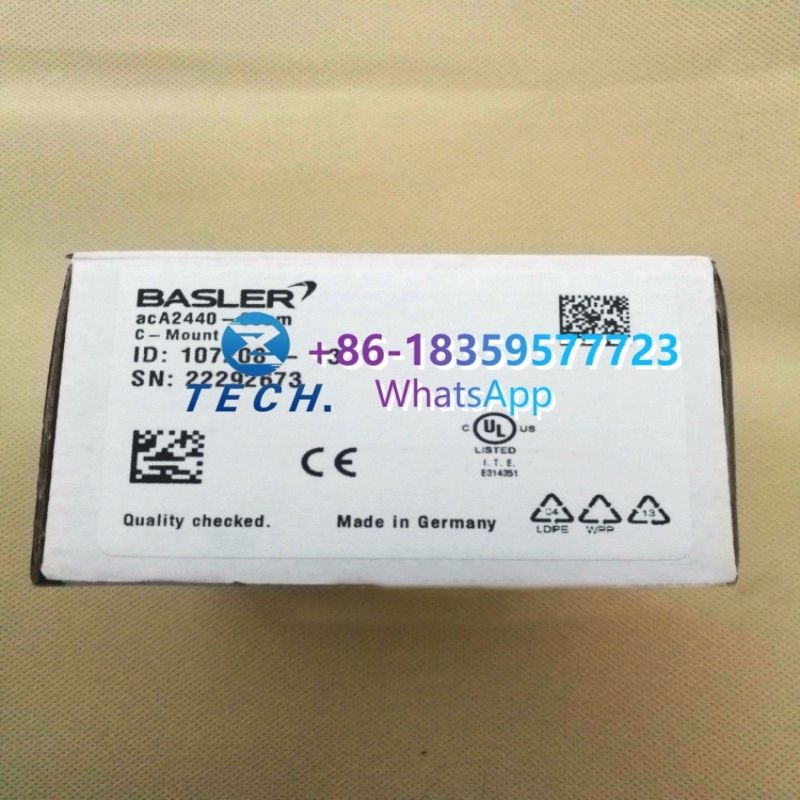 BASLER
acA2440-
C-Mount
ID:
+86-18359577723
SN: 22292673
TECH.
WhatsApp
C UL US
LISTED
I.T.E.
E314351
CE
Quality checked.
Made in Germany
04
LDPE
WPP
13